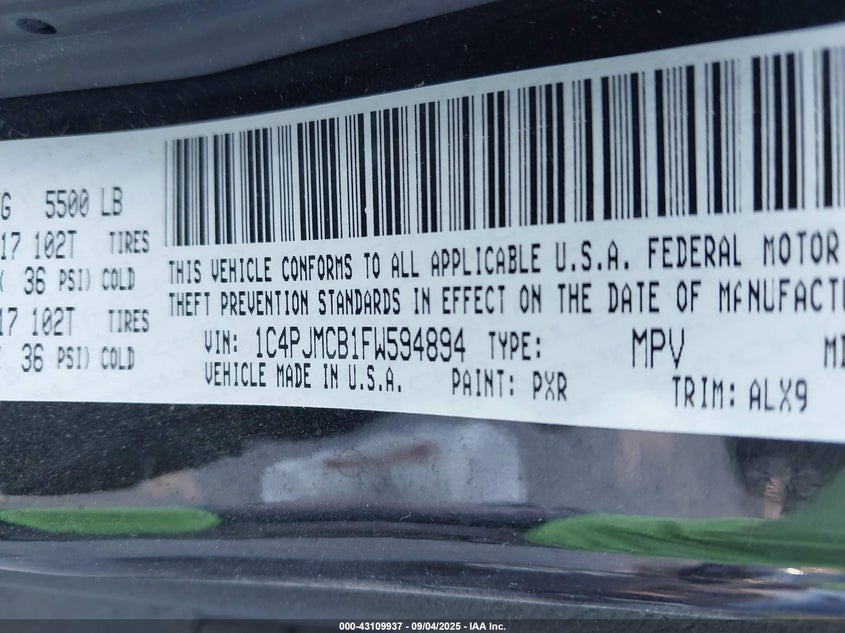 5500 LB
17 102T TIRES
36 PSI) COLD
17 102T TIRES
36 PSI) COLD
THIS VEHICLE CONFORMS TO ALL APPLICABLE U.S.A. FEDERAL MOTOR
THEFT PREVENTION STANDARDS IN EFFECT ON THE DATE OF MANUFACTU
VIN: 1C4PJMCB1FW594894 TYPE: MPV
VEHICLE MADE IN U.S.A. PAINT: PXR TRIM: ALX9
000-43109937 - 09/04/2025 - IAA Inc.